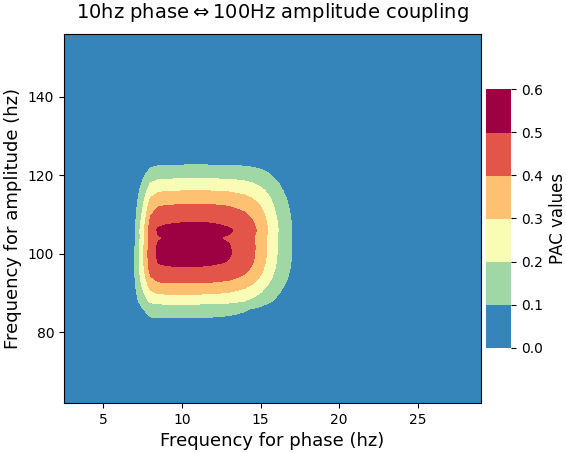 10hz phase⇔100Hz amplitude coupling
Frequency for amplitude (hz)
140
120
100
80
5 10 15 20 25
Frequency for phase (hz)
0.6
0.5
0.4
0.3
0.2
0.1
0.0
PAC values